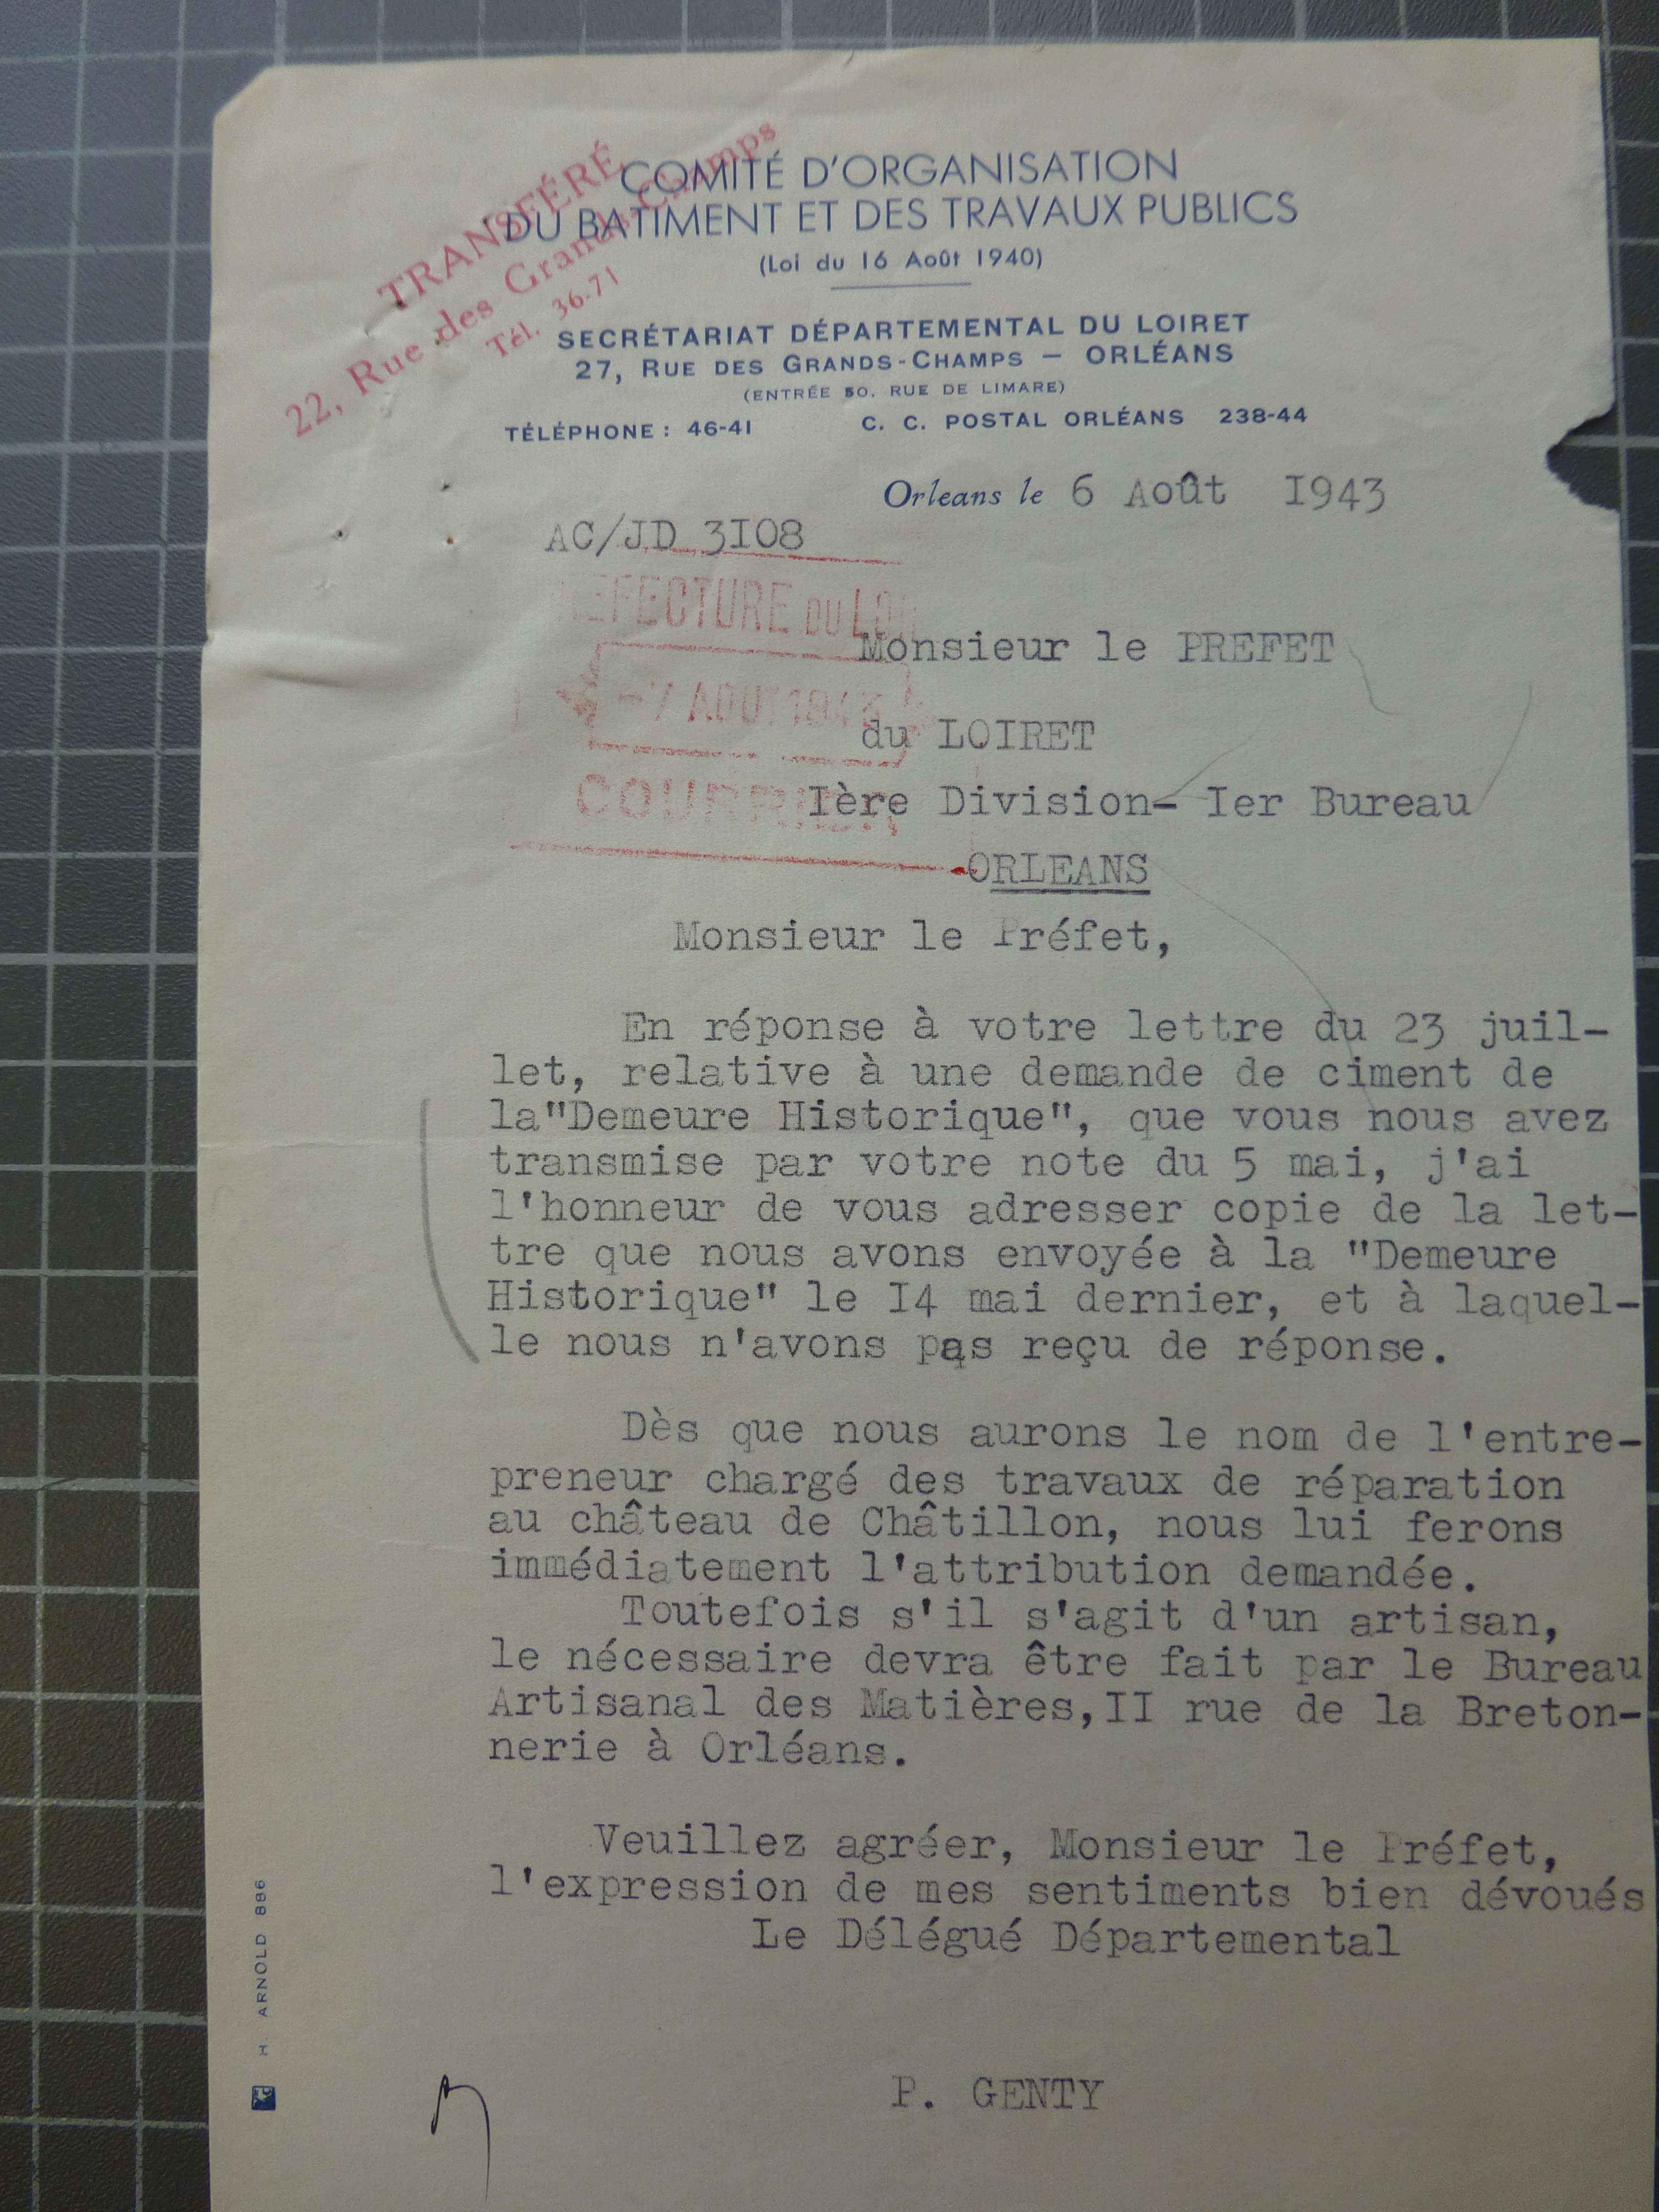 TRANSFÉRÉ
22, Rue des Grands-Champs
Tél. 36-71
COMITÉ D'ORGANISATION
DU BATIMENT ET DES TRAVAUX PUBLICS
(Loi du 16 Août 1940)
SECRÉTARIAT DÉPARTEMENTAL DU LOIRET
27, RUE DES GRANDS-CHAMPS — ORLÉANS
(ENTRÉE 50. RUE DE LIMARE)
TÉLÉPHONE : 46-41 C. C. POSTAL ORLÉANS 238-44
Orleans le 6 Août 1943
AC/JD 3I08
EFECTURE DU LOI
-7 AOUT 1943
COURRIER
Monsieur le PREFET
du LOIRET
Ière Division- Ier Bureau
ORLEANS
Monsieur le Préfet,
En réponse à votre lettre du 23 juil-
let, relative à une demande de ciment de
la"Demeure Historique", que vous nous avez
transmise par votre note du 5 mai, j'ai
l'honneur de vous adresser copie de la let-
tre que nous avons envoyée à la "Demeure
Historique" le I4 mai dernier, et à laquel-
le nous n'avons pas reçu de réponse.
Dès que nous aurons le nom de l'entre-
preneur chargé des travaux de réparation
au château de Châtillon, nous lui ferons
immédiatement l'attribution demandée.
Toutefois s'il s'agit d'un artisan,
le nécessaire devra être fait par le Bureau
Artisanal des Matières,II rue de la Breton-
nerie à Orléans.
Veuillez agréer, Monsieur le Préfet,
l'expression de mes sentiments bien dévoués
Le Délégué Départemental
P. GENTY
H. ARNOLD 886